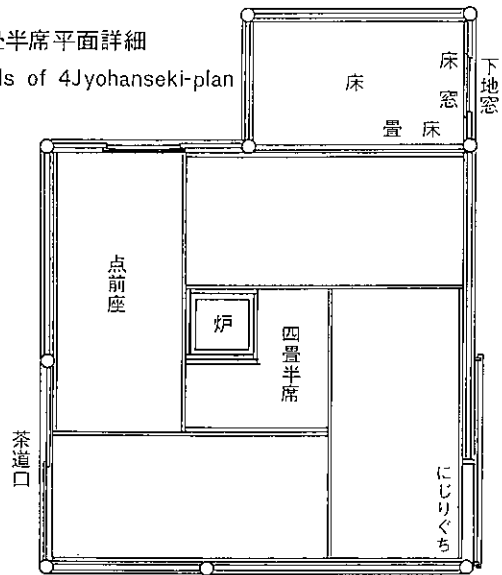 畳半席平面詳細
ls of 4Jyohanseki-plan
床
床窓
下地窓
畳床
点前座
炉
四畳半席
茶道口
にじりぐち